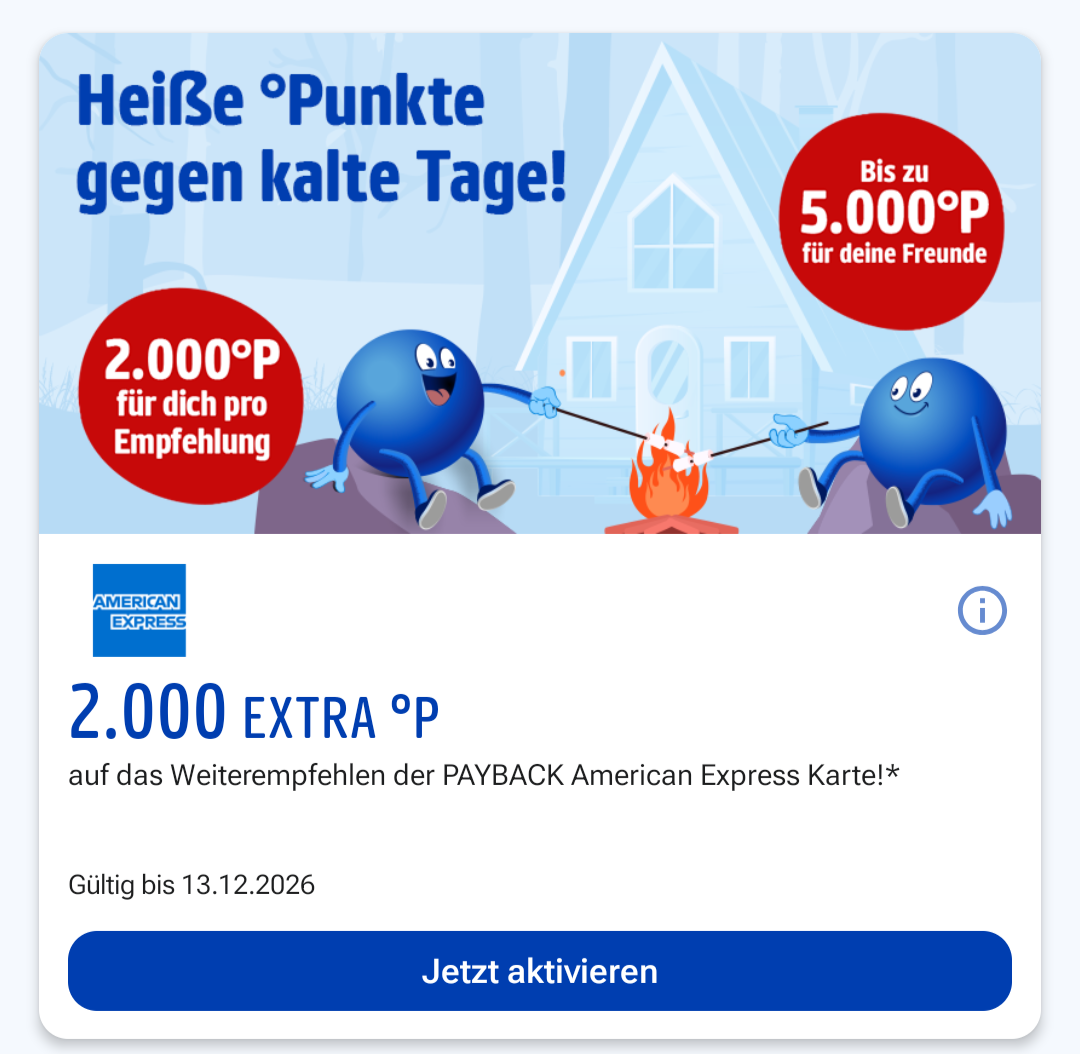 Heiße °Punkte
gegen kalte Tage!
Bis zu
5.000°P
für deine Freunde
2.000°P
für dich pro
Empfehlung
AMERICAN
EXPRESS
2.000 EXTRA °P
auf das Weiterempfehlen der PAYBACK American Express Karte!*
Gültig bis 13.12.2026
Jetzt aktivieren